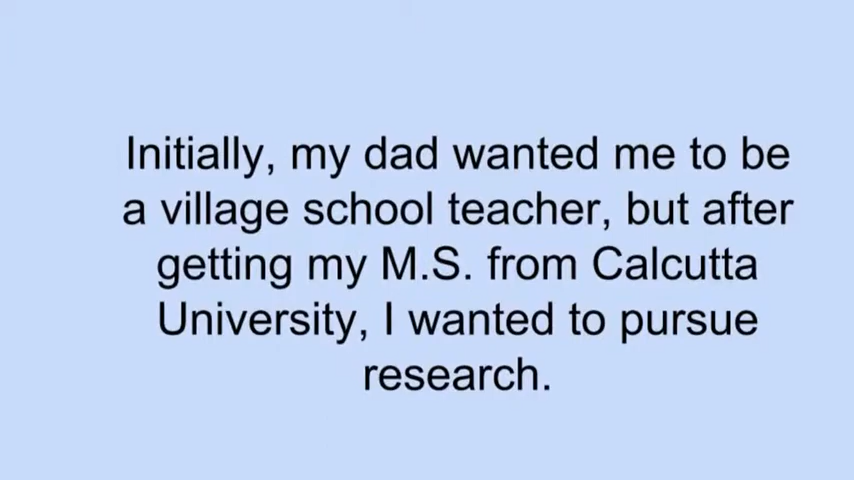 Initially, my dad wanted me to be
a village school teacher, but after
getting my M.S. from Calcutta
University, I wanted to pursue
research.